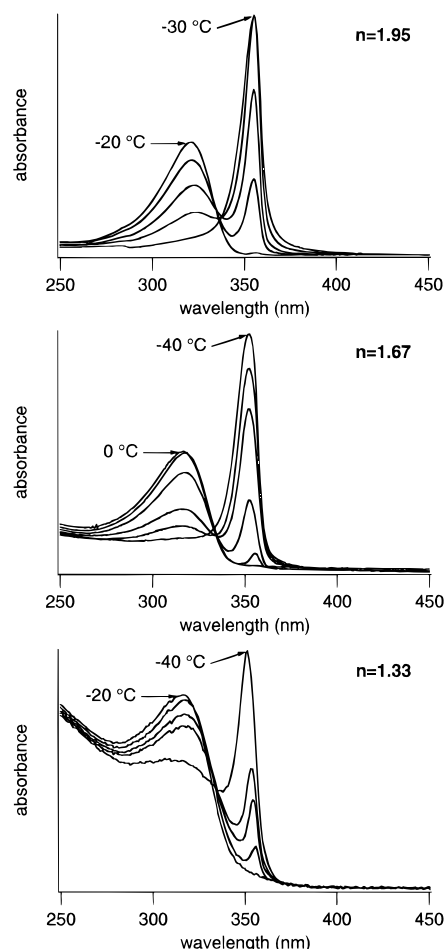 -30 °C
n=1.95
-20 °C
absorbance
250 300 350 400 450
wavelength (nm)
-40 °C
n=1.67
0 °C
absorbance
250 300 350 400 450
wavelength (nm)
-40 °C
n=1.33
-20 °C
absorbance
250 300 350 400 450
wavelength (nm)